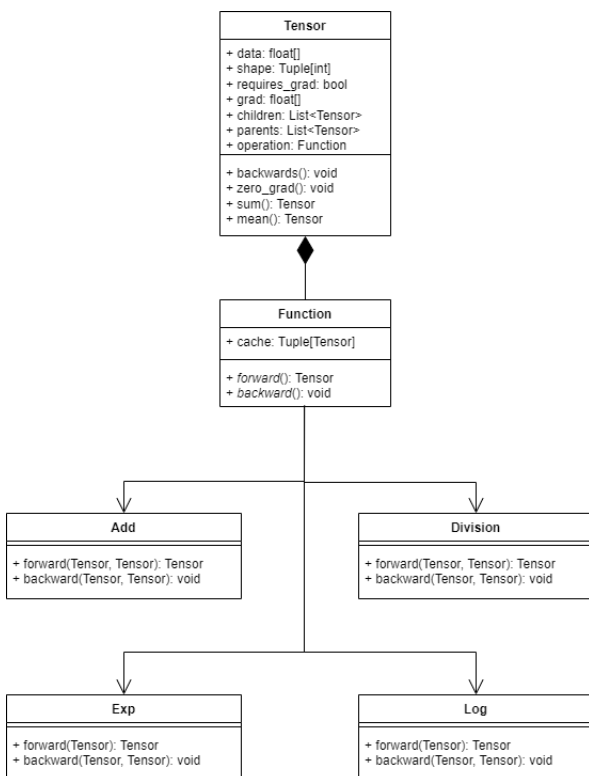 Tensor
+ data: float[]
+ shape: Tuple[int]
+ requires_grad: bool
+ grad: float[]
+ children: List<Tensor>
+ parents: List<Tensor>
+ operation: Function
+ backwards(): void
+ zero_grad(): void
+ sum(): Tensor
+ mean(): Tensor
Function
+ cache: Tuple[Tensor]
+ forward(): Tensor
+ backward(): void
Add
+ forward(Tensor, Tensor): Tensor
+ backward(Tensor, Tensor): void
Division
+ forward(Tensor, Tensor): Tensor
+ backward(Tensor, Tensor): void
Exp
+ forward(Tensor): Tensor
+ backward(Tensor, Tensor): void
Log
+ forward(Tensor): Tensor
+ backward(Tensor, Tensor): void